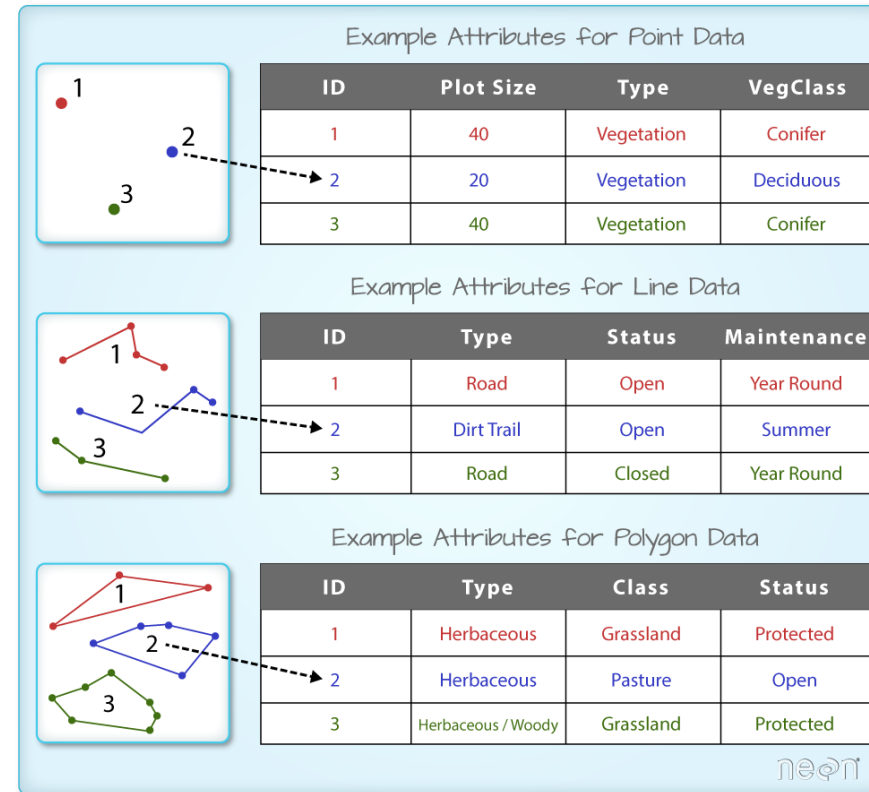 Example Attributes for Point Data
1
2
3
ID Plot Size Type VegClass
1 40 Vegetation Conifer
2 20 Vegetation Deciduous
3 40 Vegetation Conifer
Example Attributes for Line Data
1
2
3
ID Type Status Maintenance
1 Road Open Year Round
2 Dirt Trail Open Summer
3 Road Closed Year Round
Example Attributes for Polygon Data
1
2
3
ID Type Class Status
1 Herbaceous Grassland Protected
2 Herbaceous Pasture Open
3 Herbaceous / Woody Grassland Protected
neon